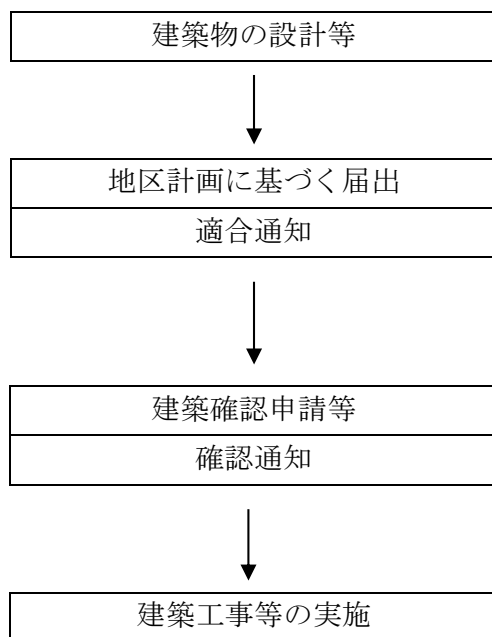 建築物の設計等
地区計画に基づく届出
適合通知
建築確認申請等
確認通知
建築工事等の実施